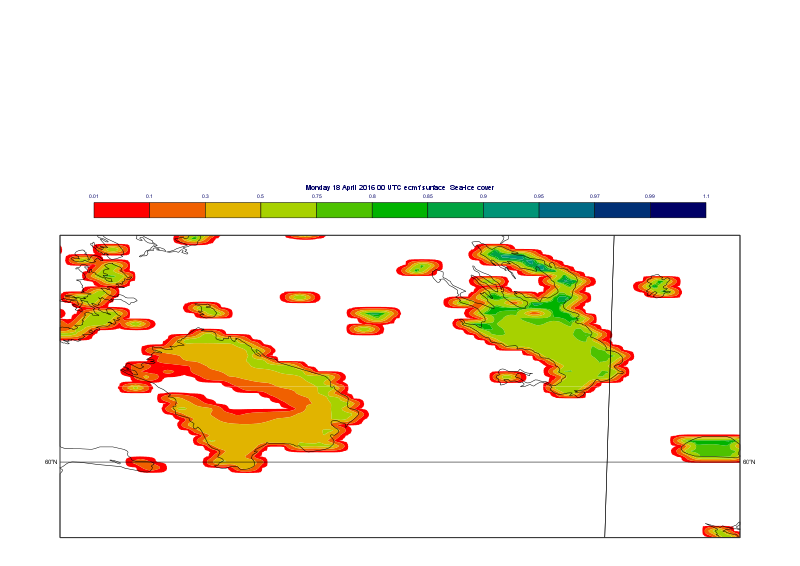 Monday 18 April 2016 00 UTC ecmf surface Sea-ice cover
0.01 0.1 0.3 0.5 0.75 0.8 0.85 0.9 0.95 0.97 0.99 1.1
60°N 60°N